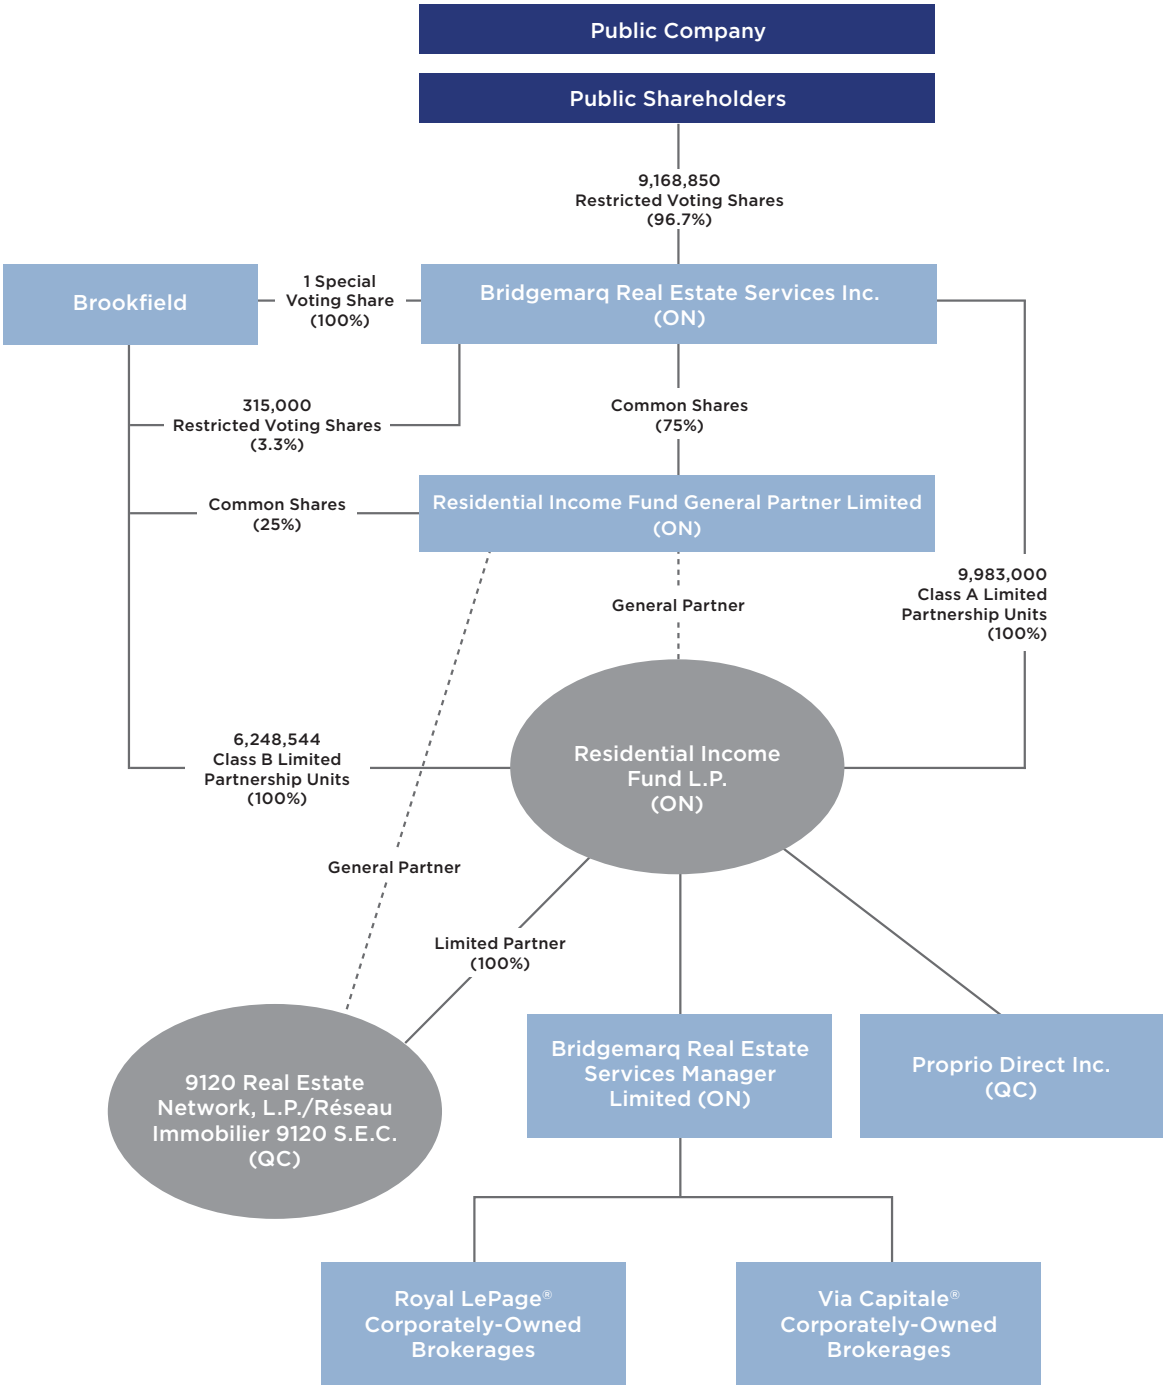 Public Company
Public Shareholders
9,168,850
Restricted Voting Shares
(96.7%)
Brookfield
1 Special
Voting Share
(100%)
Bridgemarq Real Estate Services Inc.
(ON)
315,000
Restricted Voting Shares
(3.3%)
Common Shares
(75%)
Common Shares
(25%)
Residential Income Fund General Partner Limited
(ON)
9,983,000
Class A Limited
Partnership Units
(100%)
General Partner
6,248,544
Class B Limited
Partnership Units
(100%)
Residential Income
Fund L.P.
(ON)
General Partner
Limited Partner
(100%)
9120 Real Estate
Network, L.P./Réseau
Immobilier 9120 S.E.C.
(QC)
Bridgemarq Real Estate
Services Manager
Limited (ON)
Proprio Direct Inc.
(QC)
Royal LePage®
Corporately-Owned
Brokerages
Via Capitale®
Corporately-Owned
Brokerages